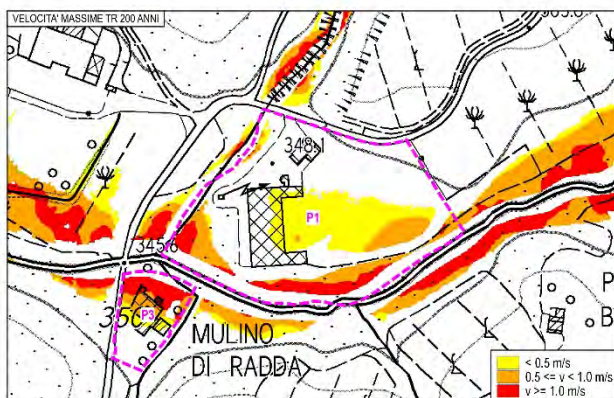 VELOCITA' MASSIME TR 200 ANNI
348.1
P1
345.6
P3
MULINO
DI RADDA
P
B
< 0.5 m/s
0.5 <= v < 1.0 m/s
v >= 1.0 m/s